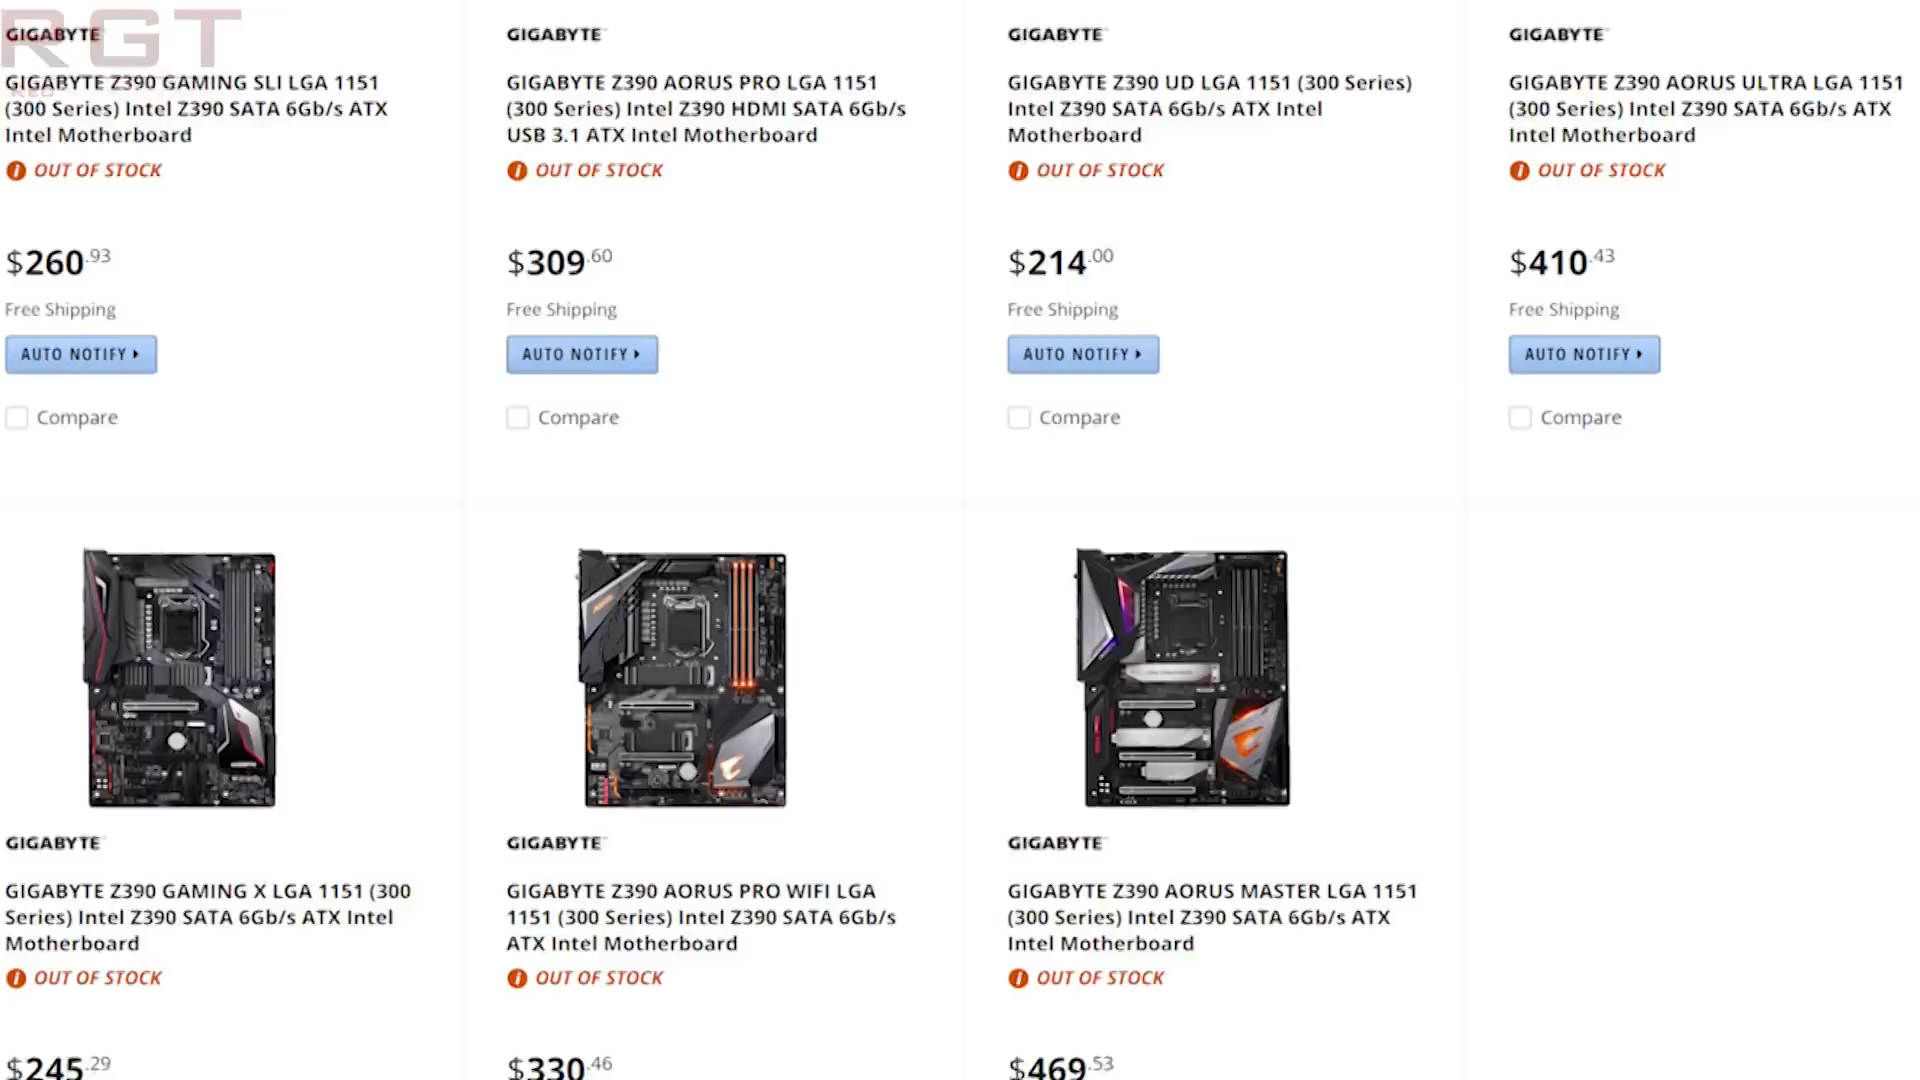 RGT
GIGABYTE
GIGABYTE Z390 GAMING SLI LGA 1151
(300 Series) Intel Z390 SATA 6Gb/s ATX
Intel Motherboard
OUT OF STOCK
$260.93
Free Shipping
AUTO NOTIFY
Compare
GIGABYTE
GIGABYTE Z390 AORUS PRO LGA 1151
(300 Series) Intel Z390 HDMI SATA 6Gb/s
USB 3.1 ATX Intel Motherboard
OUT OF STOCK
$309.60
Free Shipping
AUTO NOTIFY
Compare
GIGABYTE
GIGABYTE Z390 UD LGA 1151 (300 Series)
Intel Z390 SATA 6Gb/s ATX Intel
Motherboard
OUT OF STOCK
$214.00
Free Shipping
AUTO NOTIFY
Compare
GIGABYTE
GIGABYTE Z390 AORUS ULTRA LGA 1151
(300 Series) Intel Z390 SATA 6Gb/s ATX
Intel Motherboard
OUT OF STOCK
$410.43
Free Shipping
AUTO NOTIFY
Compare
GIGABYTE
GIGABYTE Z390 GAMING X LGA 1151 (300
Series) Intel Z390 SATA 6Gb/s ATX Intel
Motherboard
OUT OF STOCK
$245.29
GIGABYTE
GIGABYTE Z390 AORUS PRO WIFI LGA
1151 (300 Series) Intel Z390 SATA 6Gb/s
ATX Intel Motherboard
OUT OF STOCK
$330.46
GIGABYTE
GIGABYTE Z390 AORUS MASTER LGA 1151
(300 Series) Intel Z390 SATA 6Gb/s ATX
Intel Motherboard
OUT OF STOCK
$469.53